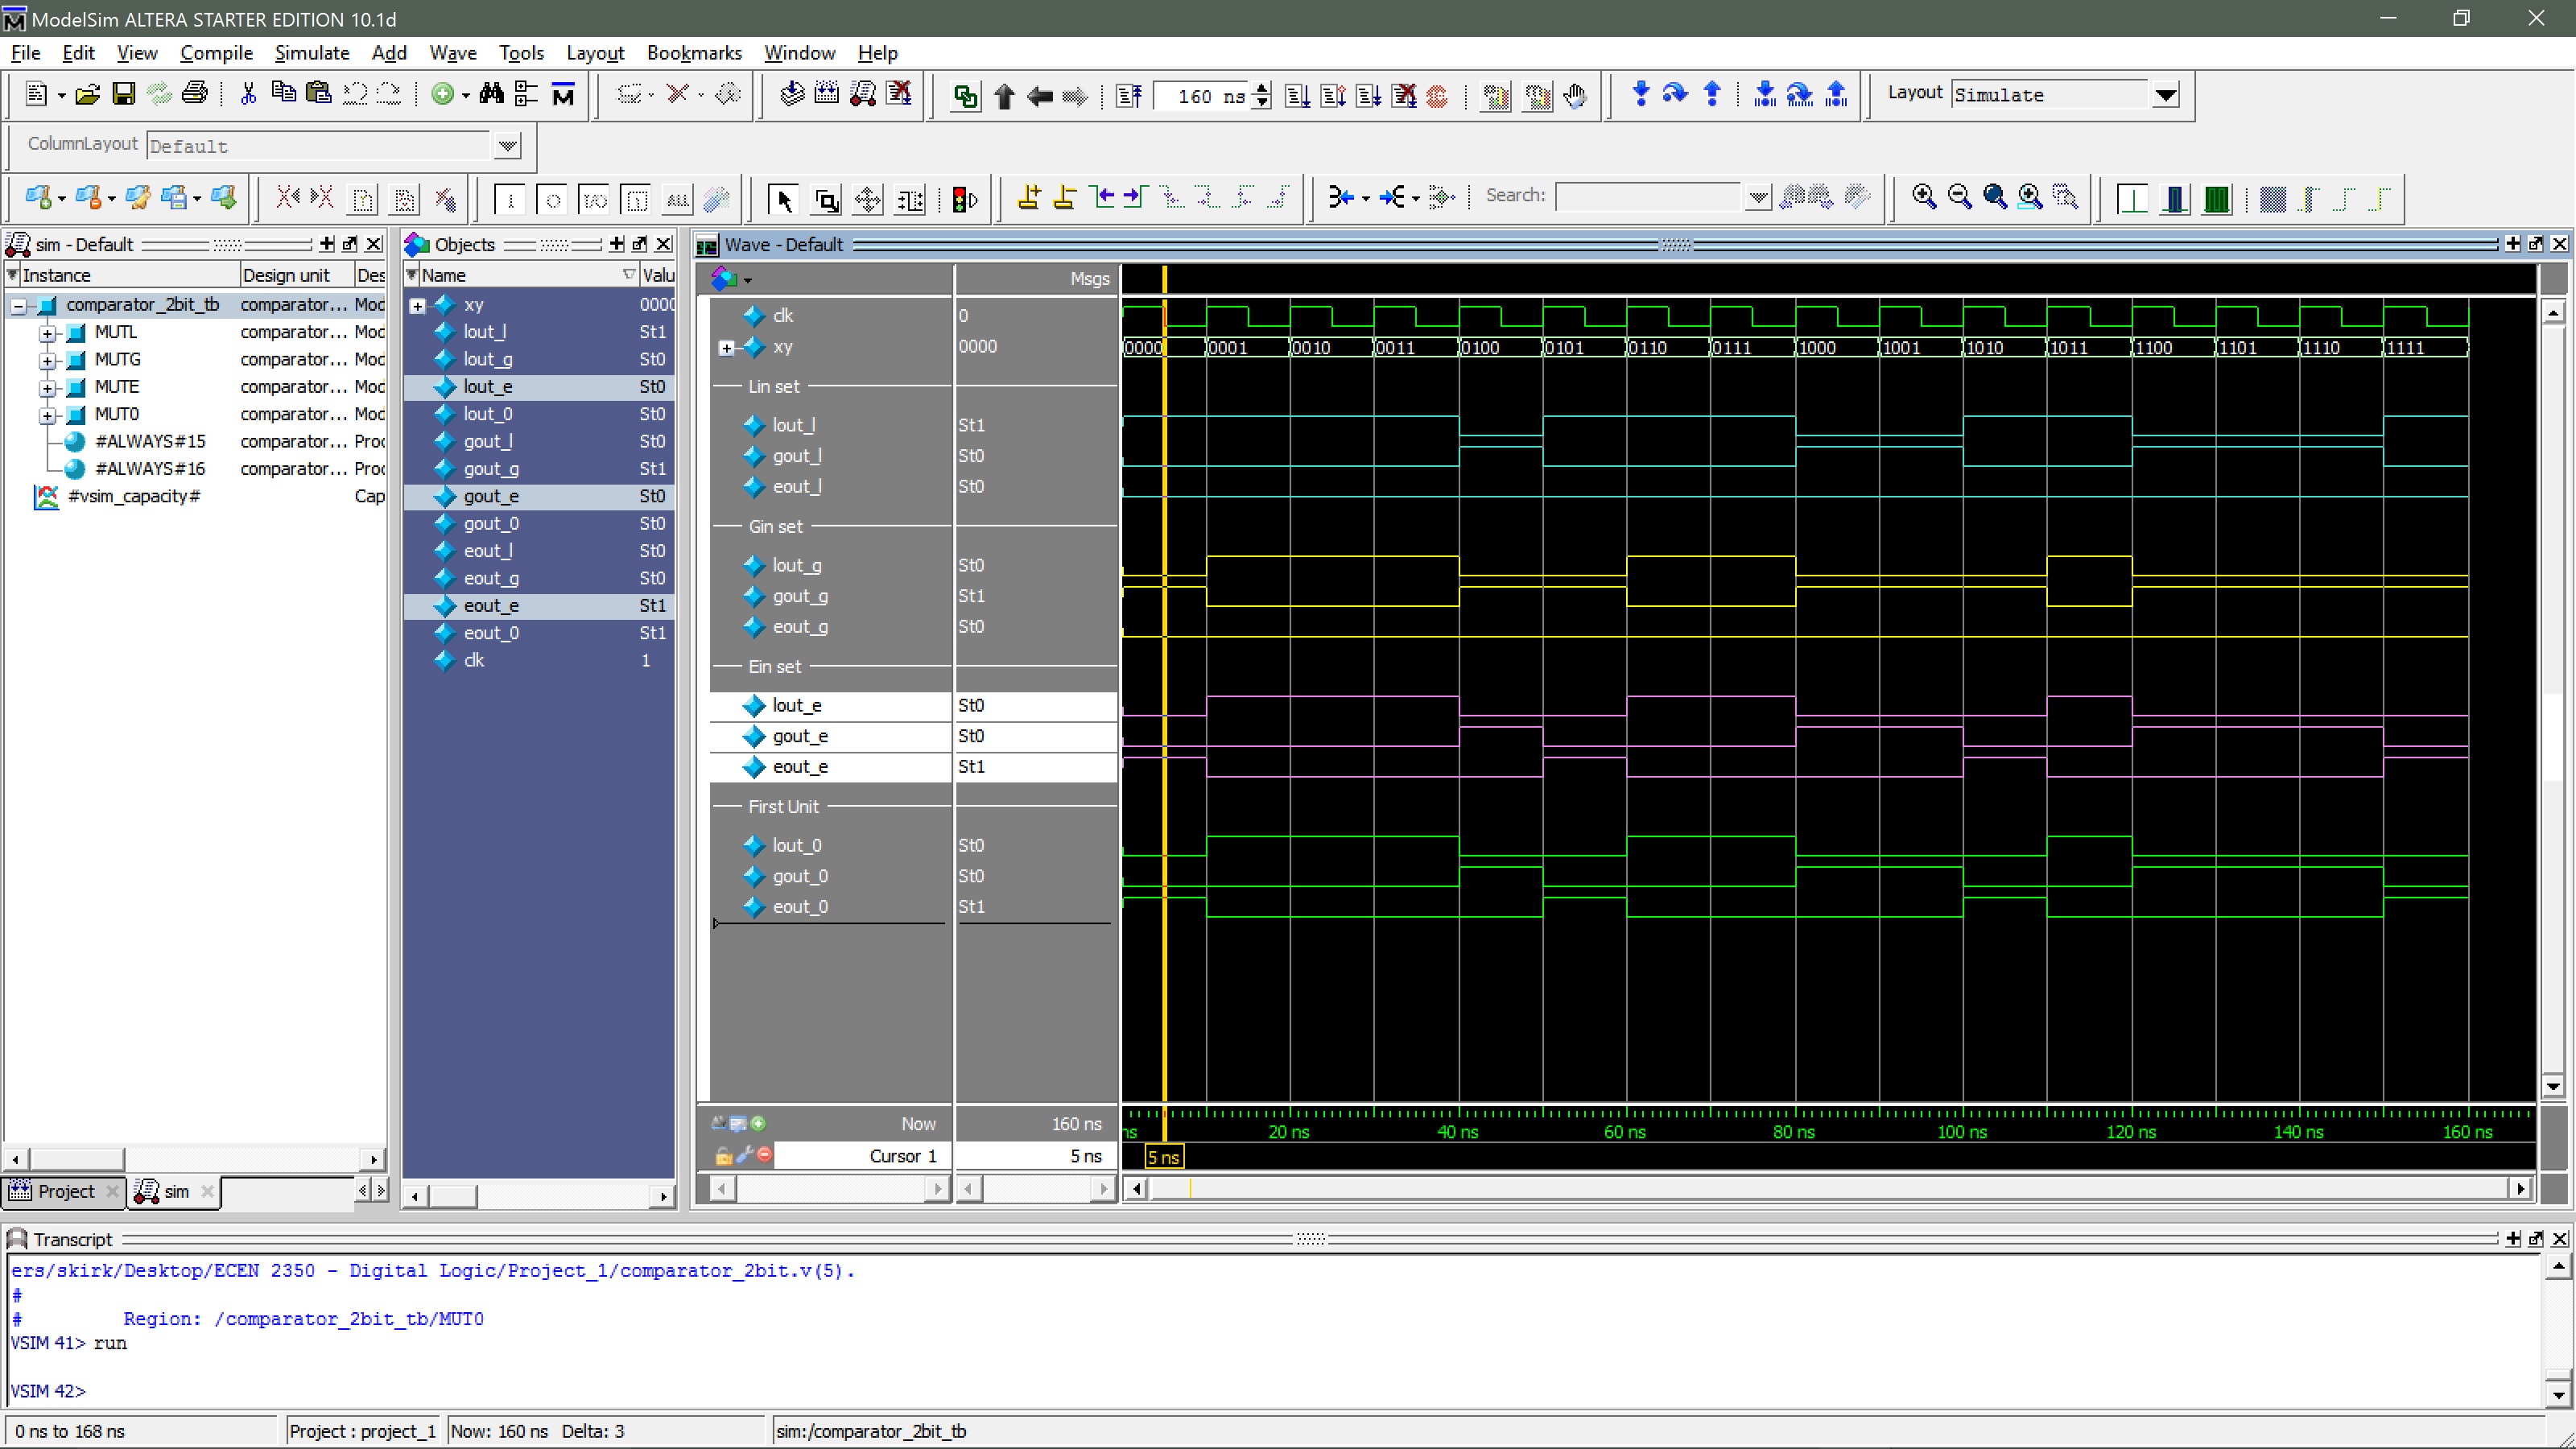 ModelSim ALTERA STARTER EDITION 10.1d
File Edit View Compile Simulate Add Wave Tools Layout Bookmarks Window Help
160 ns
Layout Simulate
ColumnLayout Default
Search:
sim - Default
Instance Design unit Des
comparator_2bit_tb comparator... Mod
MUTL comparator... Mod
MUTG comparator... Mod
MUTE comparator... Mod
MUT0 comparator... Mod
#ALWAYS#15 comparator... Proc
#ALWAYS#16 comparator... Proc
#vsim_capacity# Cap
Project sim
Objects
Name Valu
xy 0000
lout_l St1
lout_g St0
lout_e St0
lout_0 St0
gout_l St0
gout_g St1
gout_e St0
gout_0 St0
eout_l St0
eout_g St0
eout_e St1
eout_0 St1
clk 1
Wave - Default
Msgs
clk 0
xy 0000 0000 0001 0010 0011 0100 0101 0110 0111 1000 1001 1010 1011 1100 1101 1110 1111
Lin set
lout_l St1
gout_l St0
eout_l St0
Gin set
lout_g St0
gout_g St1
eout_g St0
Ein set
lout_e St0
gout_e St0
eout_e St1
First Unit
lout_0 St0
gout_0 St0
eout_0 St1
Now 160 ns ns 20 ns 40 ns 60 ns 80 ns 100 ns 120 ns 140 ns 160 ns
Cursor 1 5 ns 5 ns
Transcript
ers/skirk/Desktop/ECEN 2350 - Digital Logic/Project_1/comparator_2bit.v(5).
#
# Region: /comparator_2bit_tb/MUT0
VSIM 41> run
VSIM 42>
0 ns to 168 ns Project : project_1 Now: 160 ns Delta: 3 sim:/comparator_2bit_tb